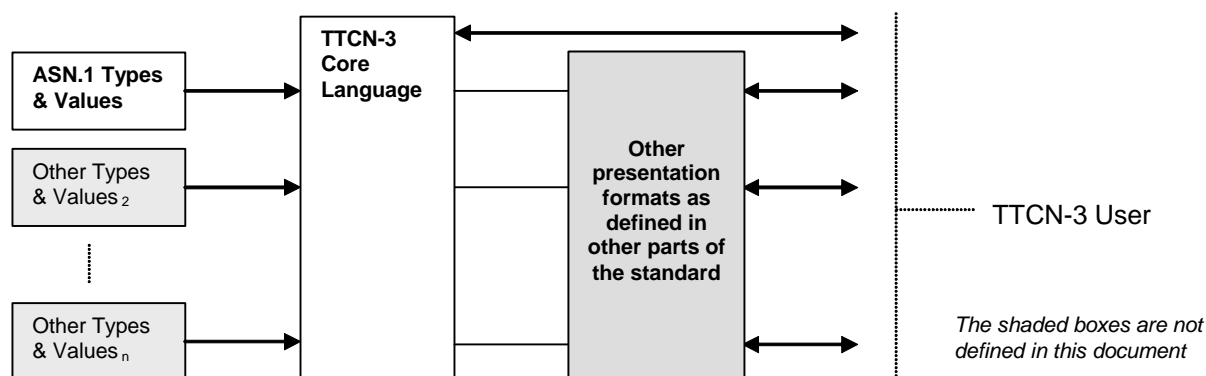 TTCN-3
Core
Language
ASN.1 Types
& Values
Other Types
& Values 2
Other Types
& Values n
Other
presentation
formats as
defined in
other parts of
the standard
TTCN-3 User
The shaded boxes are not
defined in this document